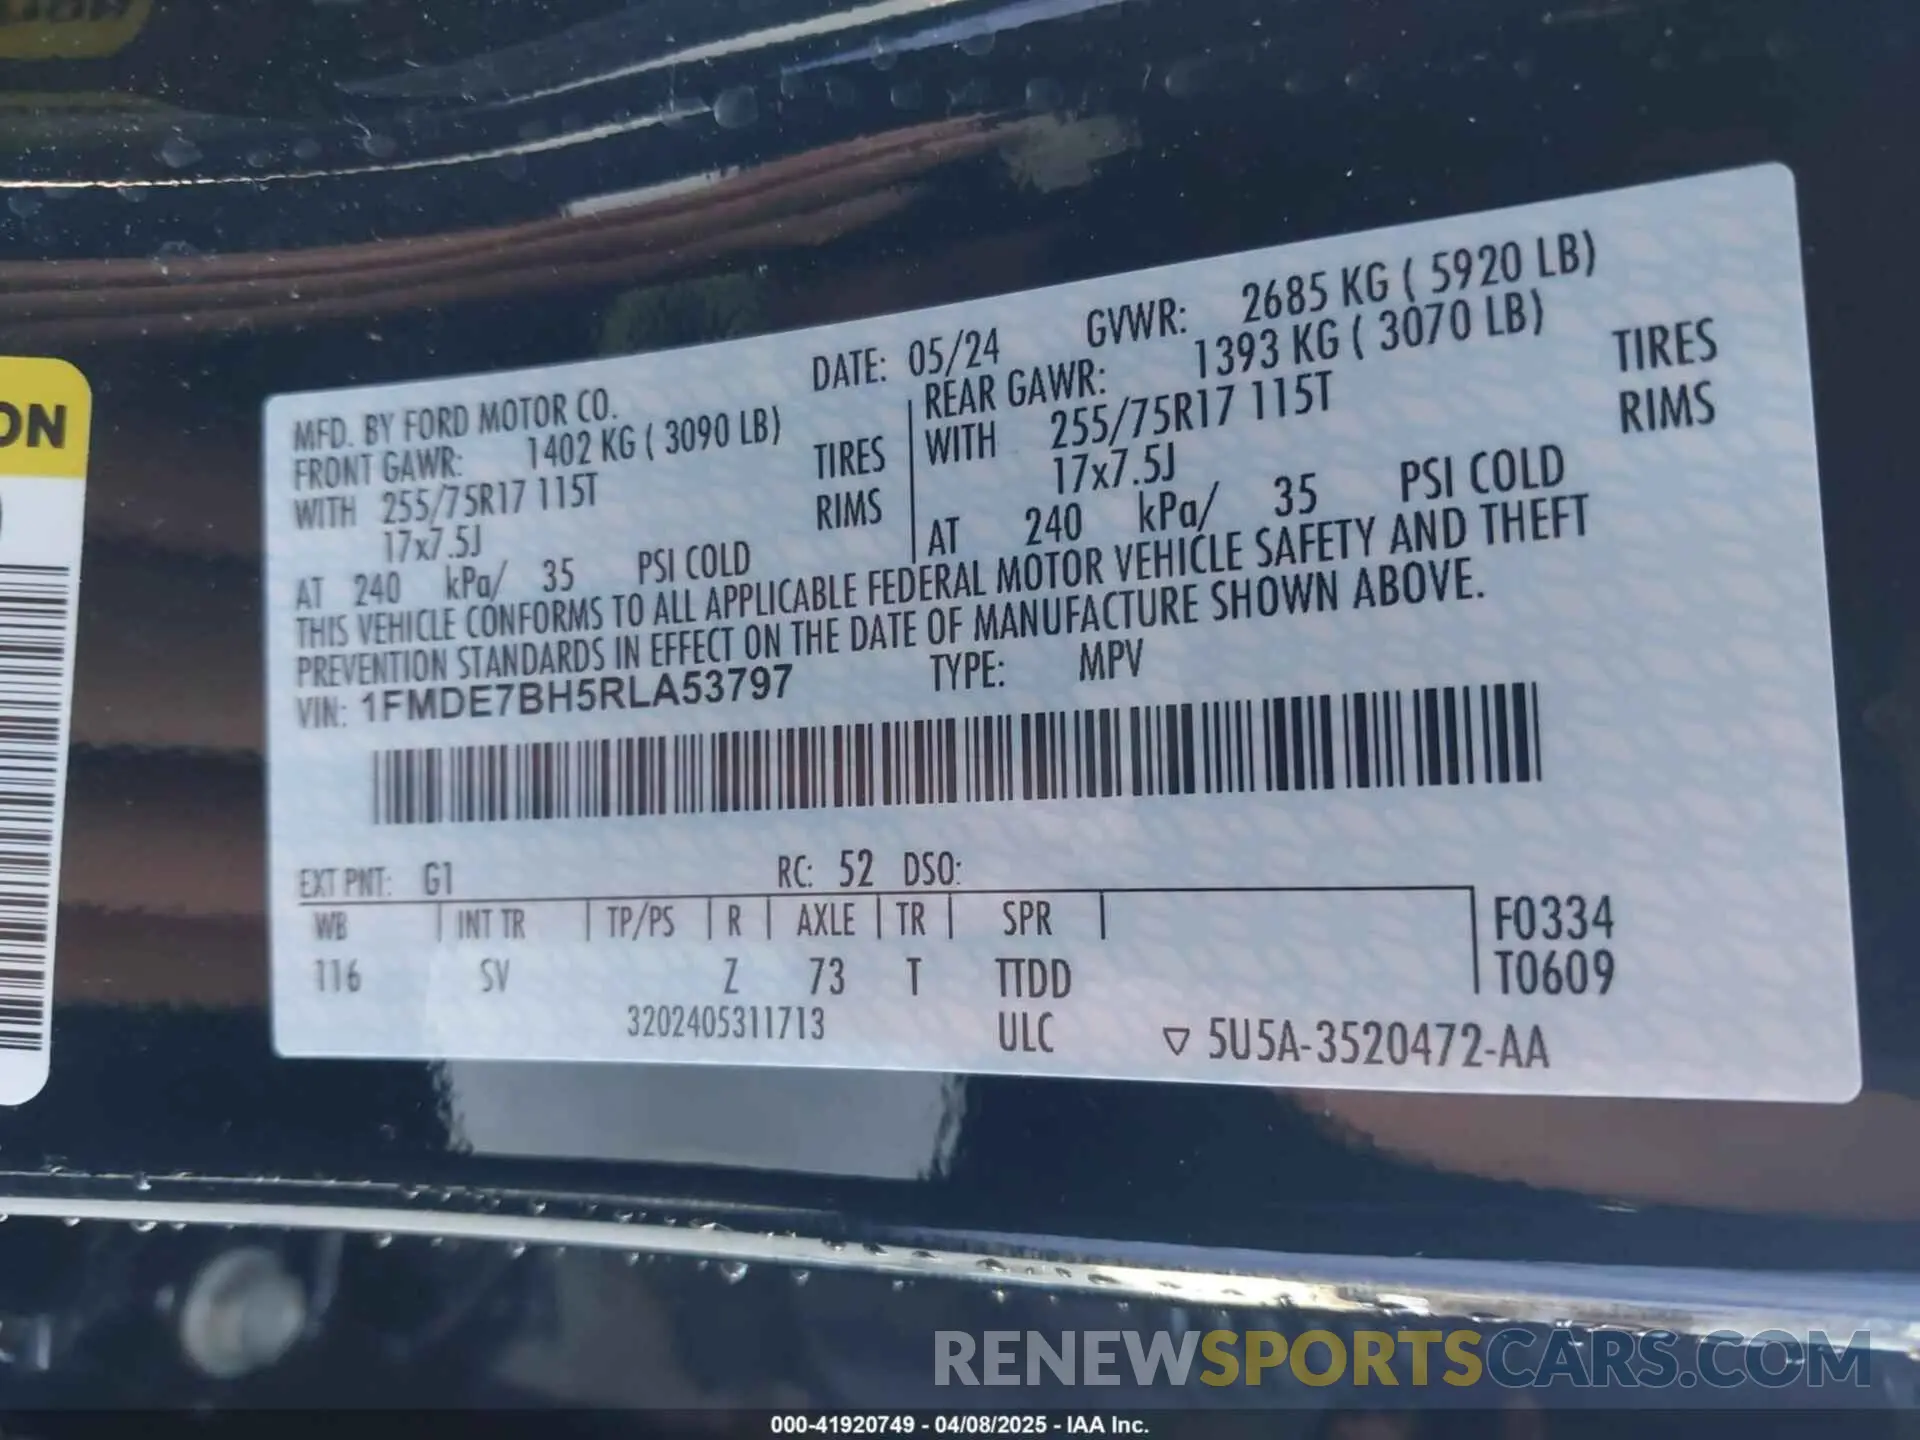 ON
MFD. BY FORD MOTOR CO.
DATE: 05/24
GVWR: 2685 KG ( 5920 LB)
FRONT GAWR: 1402 KG ( 3090 LB)
WITH 255/75R17 115T TIRES
17x7.5J RIMS
AT 240 kPa/ 35 PSI COLD
REAR GAWR: 1393 KG ( 3070 LB)
WITH 255/75R17 115T TIRES
17x7.5J RIMS
AT 240 kPa/ 35 PSI COLD
THIS VEHICLE CONFORMS TO ALL APPLICABLE FEDERAL MOTOR VEHICLE SAFETY AND THEFT
PREVENTION STANDARDS IN EFFECT ON THE DATE OF MANUFACTURE SHOWN ABOVE.
VIN: 1FMDE7BH5RLA53797 TYPE: MPV
EXT PNT: G1 RC: 52 DSO:
WB INT TR TP/PS R AXLE TR SPR F0334
116 SV Z 73 T TTDD T0609
3202405311713 ULC 5U5A-3520472-AA
RENEWSPORTSCARS.COM
000-41920749 - 04/08/2025 - IAA Inc.